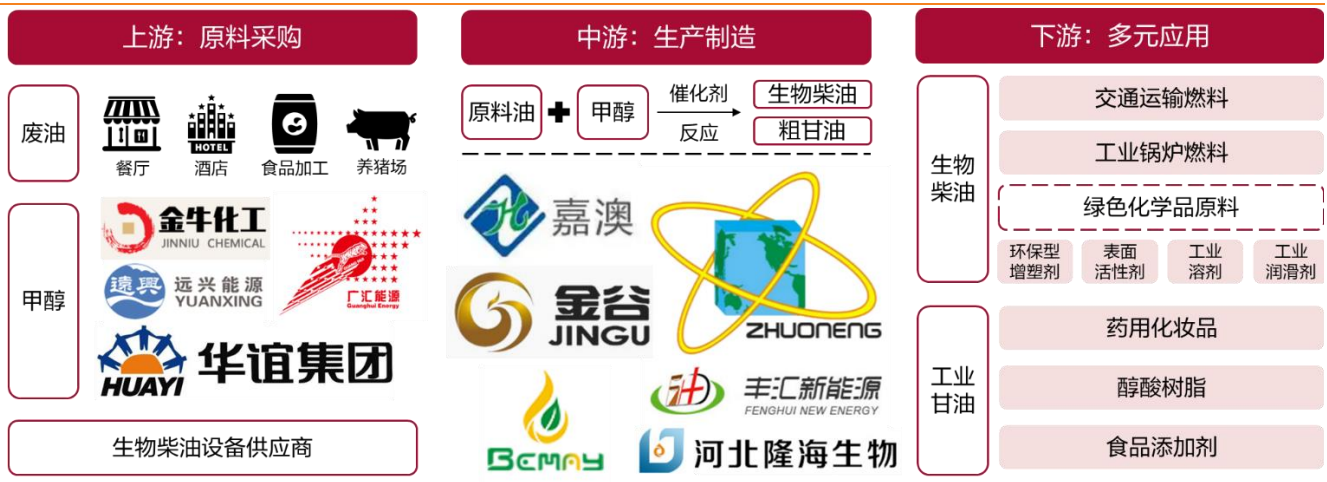 上游：原料采购
废油
餐厅
HOTEL
酒店
食品加工
养猪场
甲醇
金牛化工
JINNIU CHEMICAL
遠興
远兴能源
YUANXING
广汇能源
Guanghui Energy
HUAYI
华谊集团
生物柴油设备供应商
中游：生产制造
原料油
甲醇
催化剂
反应
生物柴油
粗甘油
嘉澳
金谷
JINGU
ZHUONENG
BEMAY
油
丰汇新能源
FENGHUI NEW ENERGY
河北隆海生物
下游：多元应用
生物
柴油
交通运输燃料
工业锅炉燃料
绿色化学品原料
环保型
增塑剂
表面
活性剂
工业
溶剂
工业
润滑剂
工业
甘油
药用化妆品
醇酸树脂
食品添加剂